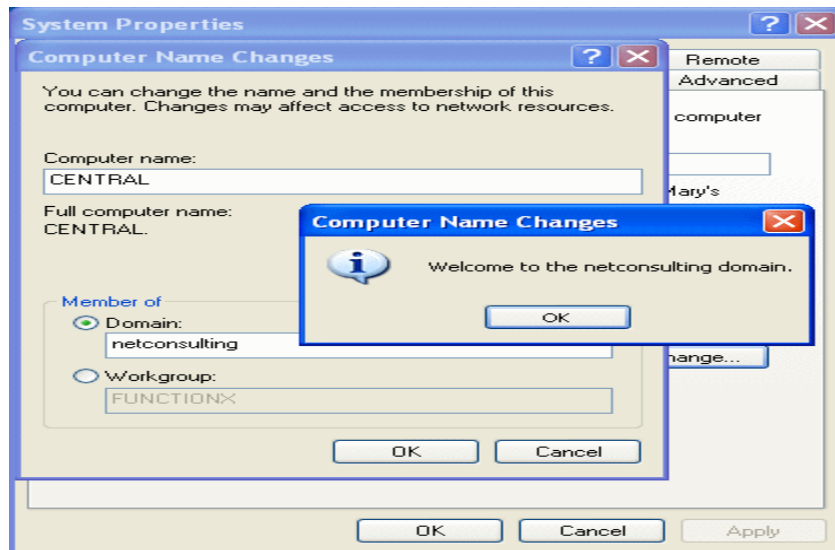 System Properties
Computer Name Changes
Remote
Advanced
You can change the name and the membership of this
computer. Changes may affect access to network resources.
computer
Computer name:
CENTRAL
Mary's
Full computer name:
CENTRAL.
Computer Name Changes
Welcome to the netconsulting domain.
OK
Member of
Domain:
netconsulting
hange...
Workgroup:
FUNCTIONX
OK
Cancel
OK
Cancel
Apply